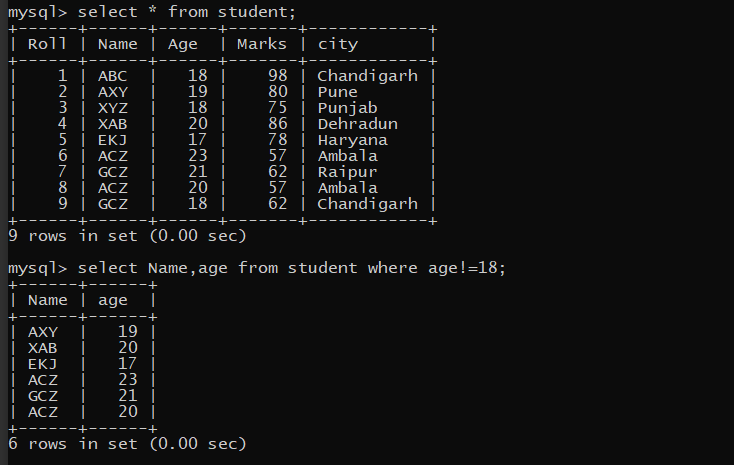 mysql> select * from student;
+------+------+------+-------+------------+
| Roll | Name | Age  | Marks | city       |
+------+------+------+-------+------------+
|    1 | ABC  |   18 |    98 | Chandigarh |
|    2 | AXY  |   19 |    80 | Pune       |
|    3 | XYZ  |   18 |    75 | Punjab     |
|    4 | XAB  |   20 |    86 | Dehradun   |
|    5 | EKJ  |   17 |    78 | Haryana    |
|    6 | ACZ  |   23 |    57 | Ambala     |
|    7 | GCZ  |   21 |    62 | Raipur     |
|    8 | ACZ  |   20 |    57 | Ambala     |
|    9 | GCZ  |   18 |    62 | Chandigarh |
+------+------+------+-------+------------+
9 rows in set (0.00 sec)
mysql> select Name,age from student where age!=18;
+------+------+
| Name | age  |
+------+------+
| AXY  |   19 |
| XAB  |   20 |
| EKJ  |   17 |
| ACZ  |   23 |
| GCZ  |   21 |
| ACZ  |   20 |
+------+------+
6 rows in set (0.00 sec)